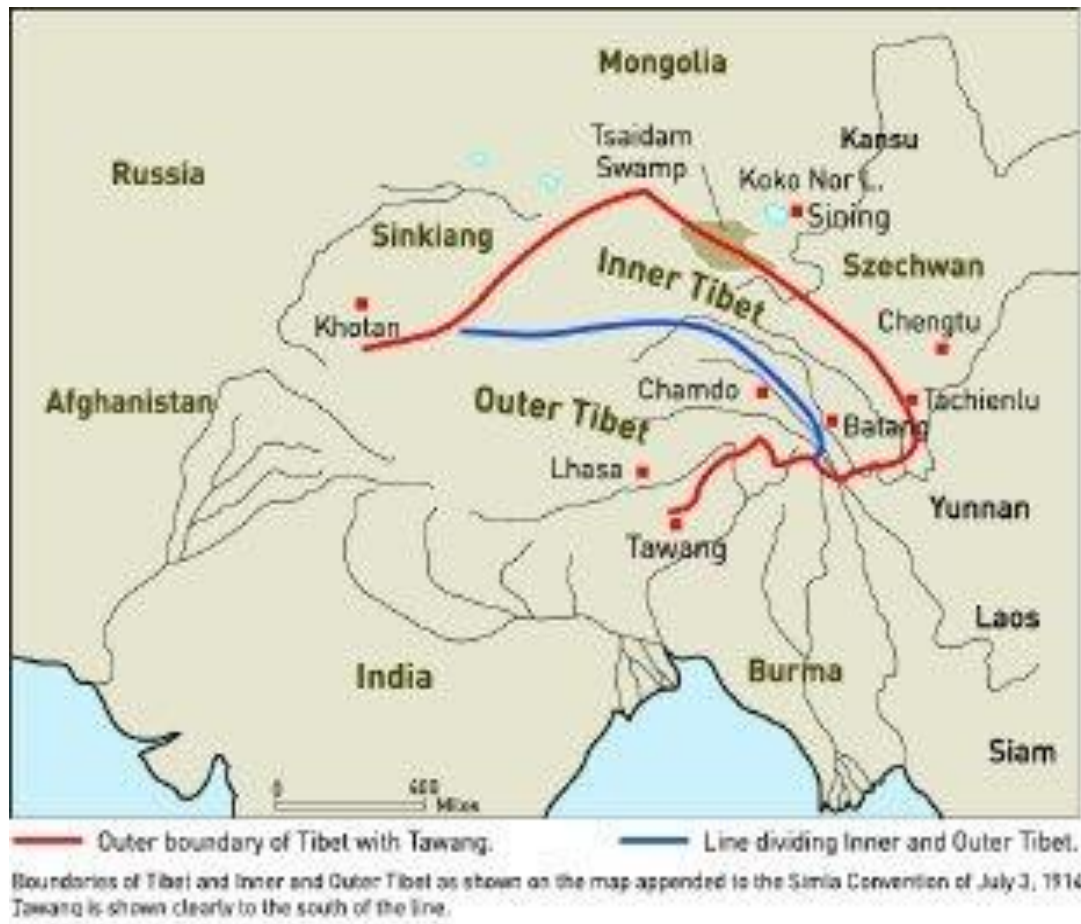 Mongolia
Tsaidam
Swamp
Kansu
Russia
Koko Nor L.
Sining
Sinkiang
Inner Tibet
Szechwan
Khotan
Chengtu
Afghanistan
Chamdo
Tachienlu
Outer Tibet
Batang
Lhasa
Yunnan
Tawang
Laos
India
Burma
Siam
0
Miles
Outer boundary of Tibet with Tawang.
Line dividing Inner and Outer Tibet.
Boundaries of Tibet and Inner and Outer Tibet as shown on the map appended to the Simla Convention of July 3,
Tawang is shown clearly to the south of the line.